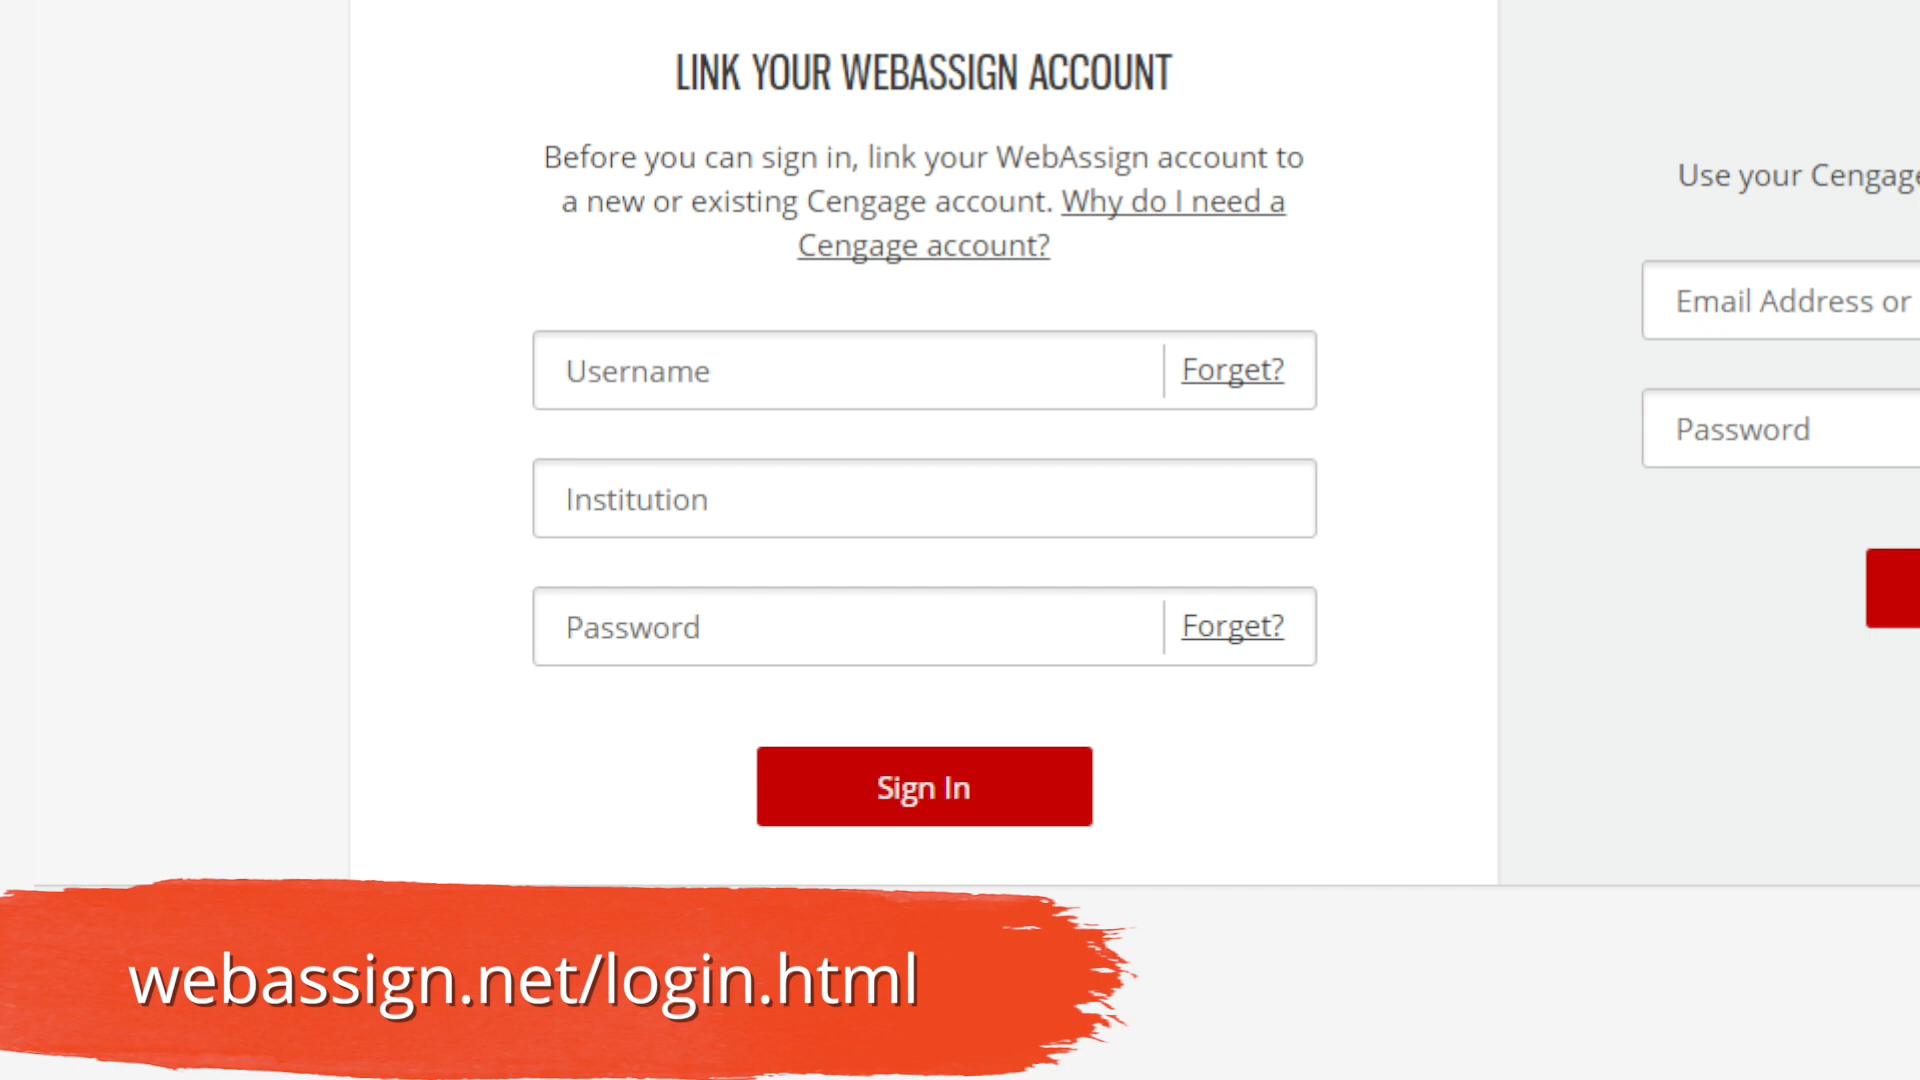 LINK YOUR WEBASSIGN ACCOUNT
Before you can sign in, link your WebAssign account to
a new or existing Cengage account. Why do I need a
Cengage account?
Username
Forget?
Institution
Password
Forget?
Sign In
Use your Cengage
Email Address or
Password
webassign.net/login.html